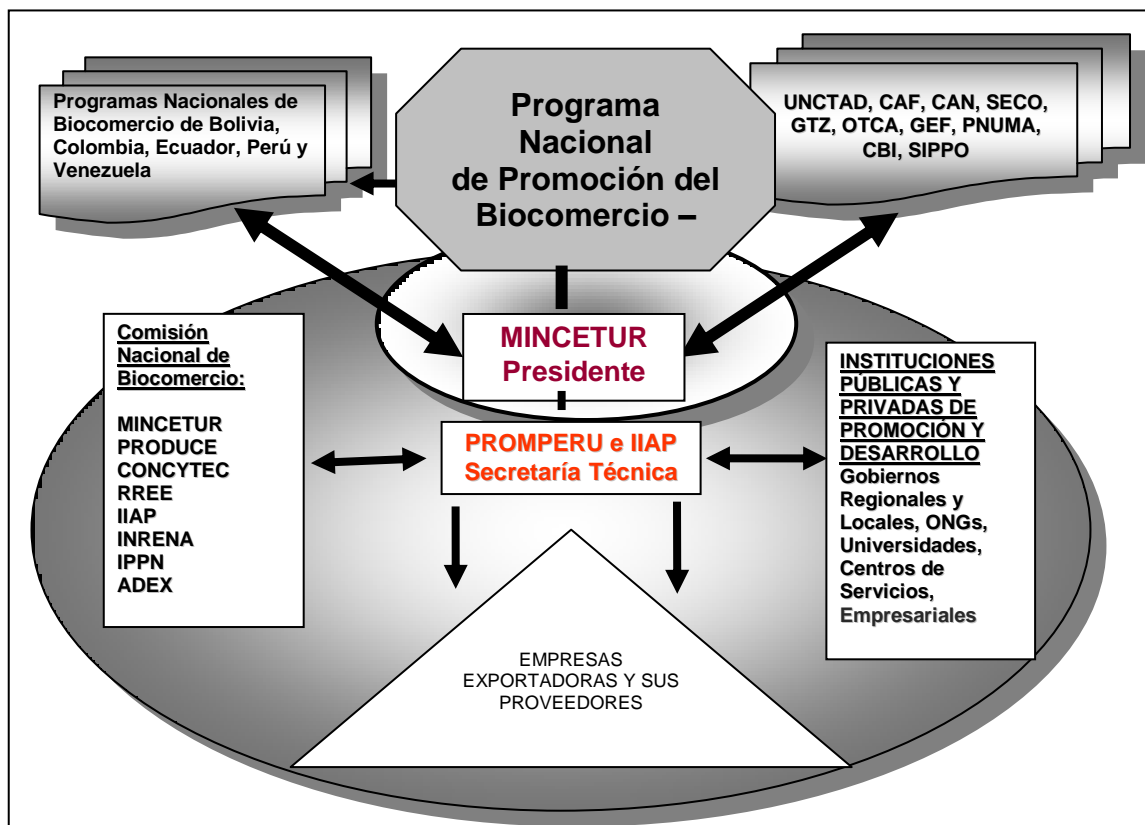 Programas Nacionales de
Biocomercio de Bolivia,
Colombia, Ecuador, Perú y
Venezuela
Programa
Nacional
de Promoción del
Biocomercio –
UNCTAD, CAF, CAN, SECO,
GTZ, OTCA, GEF, PNUMA,
CBI, SIPPO
MINCETUR
Presidente
Comisión
Nacional de
Biocomercio:
MINCETUR
PRODUCE
CONCYTEC
RREE
IIAP
INRENA
IPPN
ADEX
PROMPERU e IIAP
Secretaría Técnica
INSTITUCIONES
PÚBLICAS Y
PRIVADAS DE
PROMOCIÓN Y
DESARROLLO
Gobiernos
Regionales y
Locales, ONGs,
Universidades,
Centros de
Servicios,
Empresariales
EMPRESAS
EXPORTADORAS Y SUS
PROVEEDORES